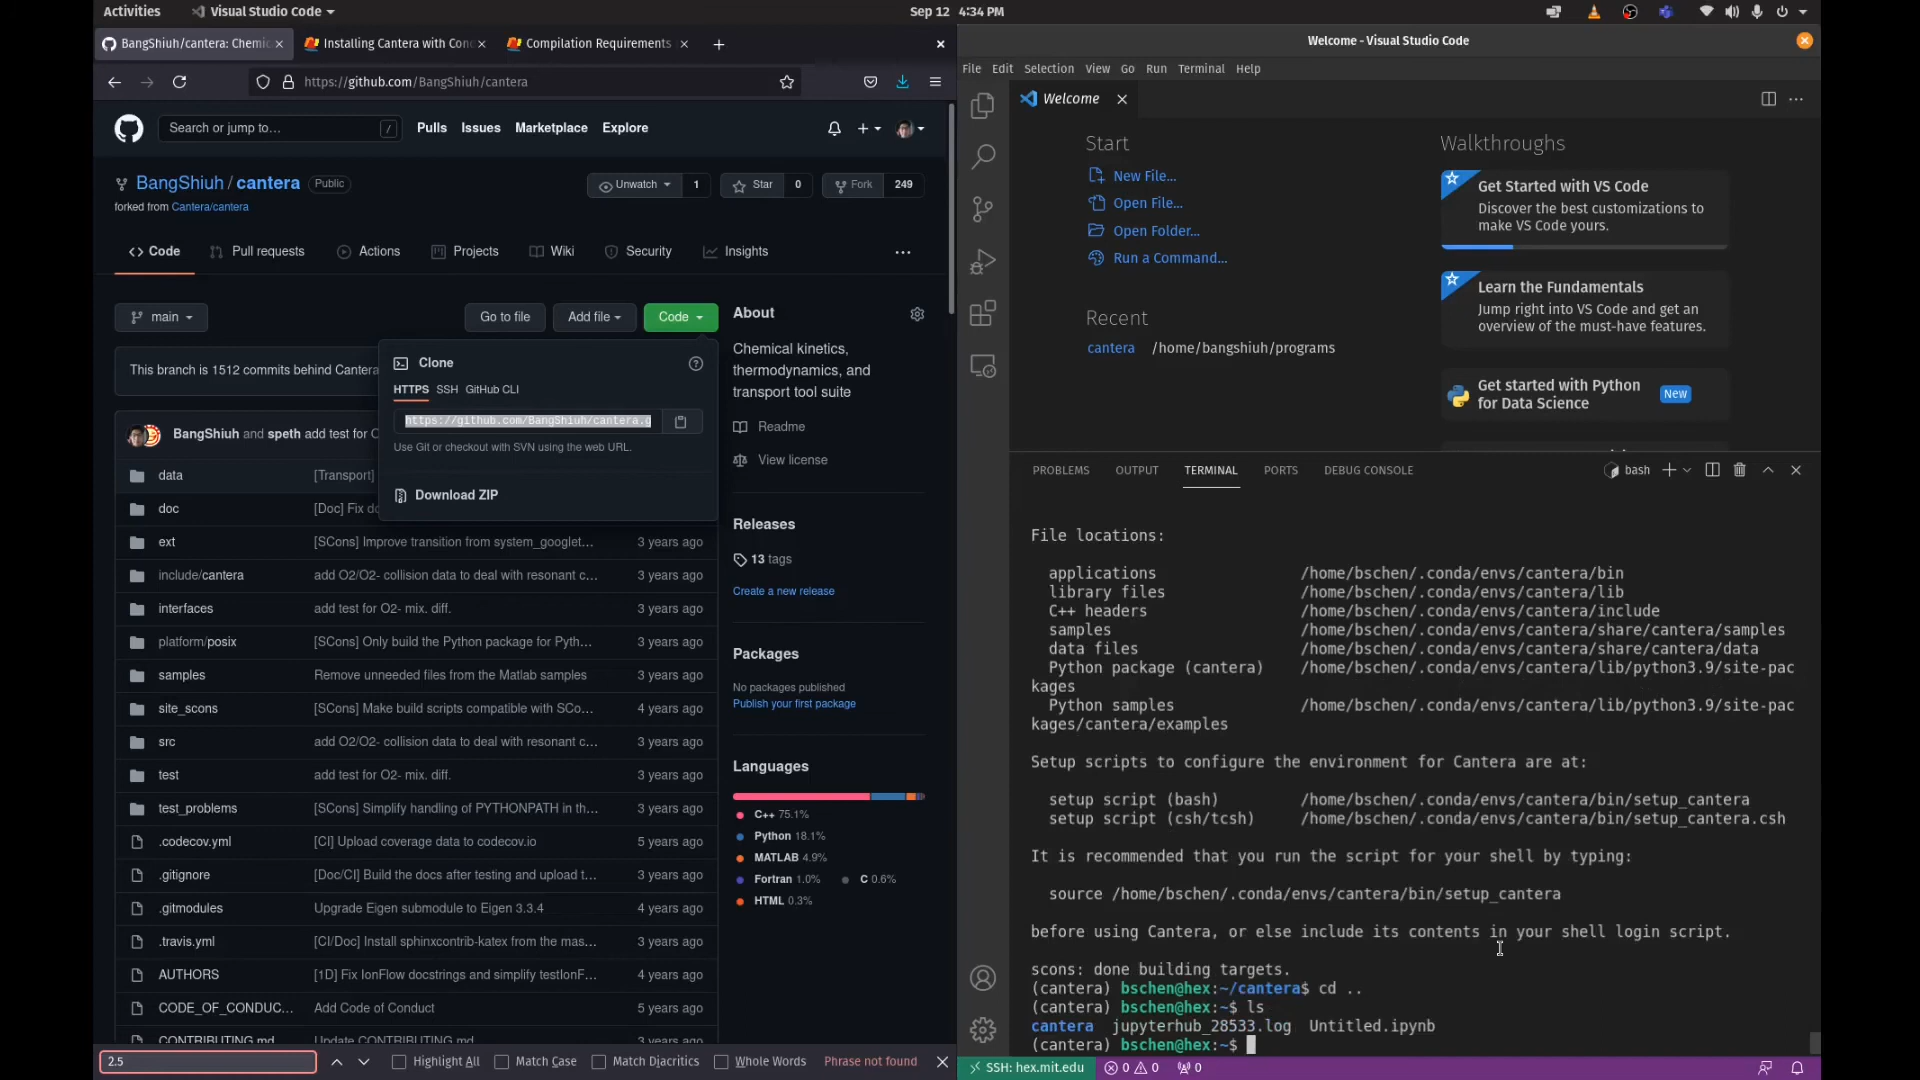 Activities
Visual Studio Code
Sep 12 4:34 PM
BangShiuh/cantera: Chemic
Installing Cantera with Con
Compilation Requirements
https://github.com/BangShiuh/cantera
Search or jump to…
/
Pulls
Issues
Marketplace
Explore
BangShiuh / cantera
Public
Unwatch
1
Star
0
Fork
249
forked from Cantera/cantera
Code
Pull requests
Actions
Projects
Wiki
Security
Insights
main
Go to file
Add file
Code
This branch is 1512 commits behind Cantera
Clone
HTTPS
SSH
GitHub CLI
https://github.com/BangShiuh/cantera.g
Use Git or checkout with SVN using the web URL.
Download ZIP
BangShiuh and speth add test for C
data [Transport]
doc [Doc] Fix do
ext [SCons] Improve transition from system_googlet… 3 years ago
include/cantera add O2/O2- collision data to deal with resonant c… 3 years ago
interfaces add test for O2- mix. diff. 3 years ago
platform/posix [SCons] Only build the Python package for Pyth… 3 years ago
samples Remove unneeded files from the Matlab samples 3 years ago
site_scons [SCons] Make build scripts compatible with SCo… 4 years ago
src add O2/O2- collision data to deal with resonant c… 3 years ago
test add test for O2- mix. diff. 3 years ago
test_problems [SCons] Simplify handling of PYTHONPATH in th… 3 years ago
.codecov.yml [CI] Upload coverage data to codecov.io 5 years ago
.gitignore [Doc/CI] Build the docs after testing and upload t… 3 years ago
.gitmodules Upgrade Eigen submodule to Eigen 3.3.4 4 years ago
.travis.yml [CI/Doc] Install sphinxcontrib-katex from the mas… 3 years ago
AUTHORS [1D] Fix IonFlow docstrings and simplify testIonF… 4 years ago
CODE_OF_CONDUC… Add Code of Conduct 5 years ago
CONTRIBUTING.md Update CONTRIBUTING.md 3 years ago
About
Chemical kinetics,
thermodynamics, and
transport tool suite
Readme
View license
Releases
13 tags
Create a new release
Packages
No packages published
Publish your first package
Languages
C++ 75.1%
Python 18.1%
MATLAB 4.9%
Fortran 1.0% C 0.6%
HTML 0.3%
2.5
Highlight All
Match Case
Match Diacritics
Whole Words
Phrase not found
Welcome - Visual Studio Code
File Edit Selection View Go Run Terminal Help
Welcome
Start
New File...
Open File...
Open Folder...
Run a Command...
Recent
cantera /home/bangshiuh/programs
Walkthroughs
Get Started with VS Code
Discover the best customizations to
make VS Code yours.
Learn the Fundamentals
Jump right into VS Code and get an
overview of the must-have features.
Get started with Python
for Data Science
New
PROBLEMS OUTPUT TERMINAL PORTS DEBUG CONSOLE
bash
File locations:
applications /home/bschen/.conda/envs/cantera/bin
library files /home/bschen/.conda/envs/cantera/lib
C++ headers /home/bschen/.conda/envs/cantera/include
samples /home/bschen/.conda/envs/cantera/share/cantera/samples
data files /home/bschen/.conda/envs/cantera/share/cantera/data
Python package (cantera) /home/bschen/.conda/envs/cantera/lib/python3.9/site-pac
kages
Python samples /home/bschen/.conda/envs/cantera/lib/python3.9/site-pac
kages/cantera/examples
Setup scripts to configure the environment for Cantera are at:
setup script (bash) /home/bschen/.conda/envs/cantera/bin/setup_cantera
setup script (csh/tcsh) /home/bschen/.conda/envs/cantera/bin/setup_cantera.csh
It is recommended that you run the script for your shell by typing:
source /home/bschen/.conda/envs/cantera/bin/setup_cantera
before using Cantera, or else include its contents in your shell login script.
scons: done building targets.
(cantera) bschen@hex:~/cantera$ cd ..
(cantera) bschen@hex:~$ ls
cantera jupyterhub_28533.log Untitled.ipynb
(cantera) bschen@hex:~$
SSH: hex.mit.edu
0
0
0